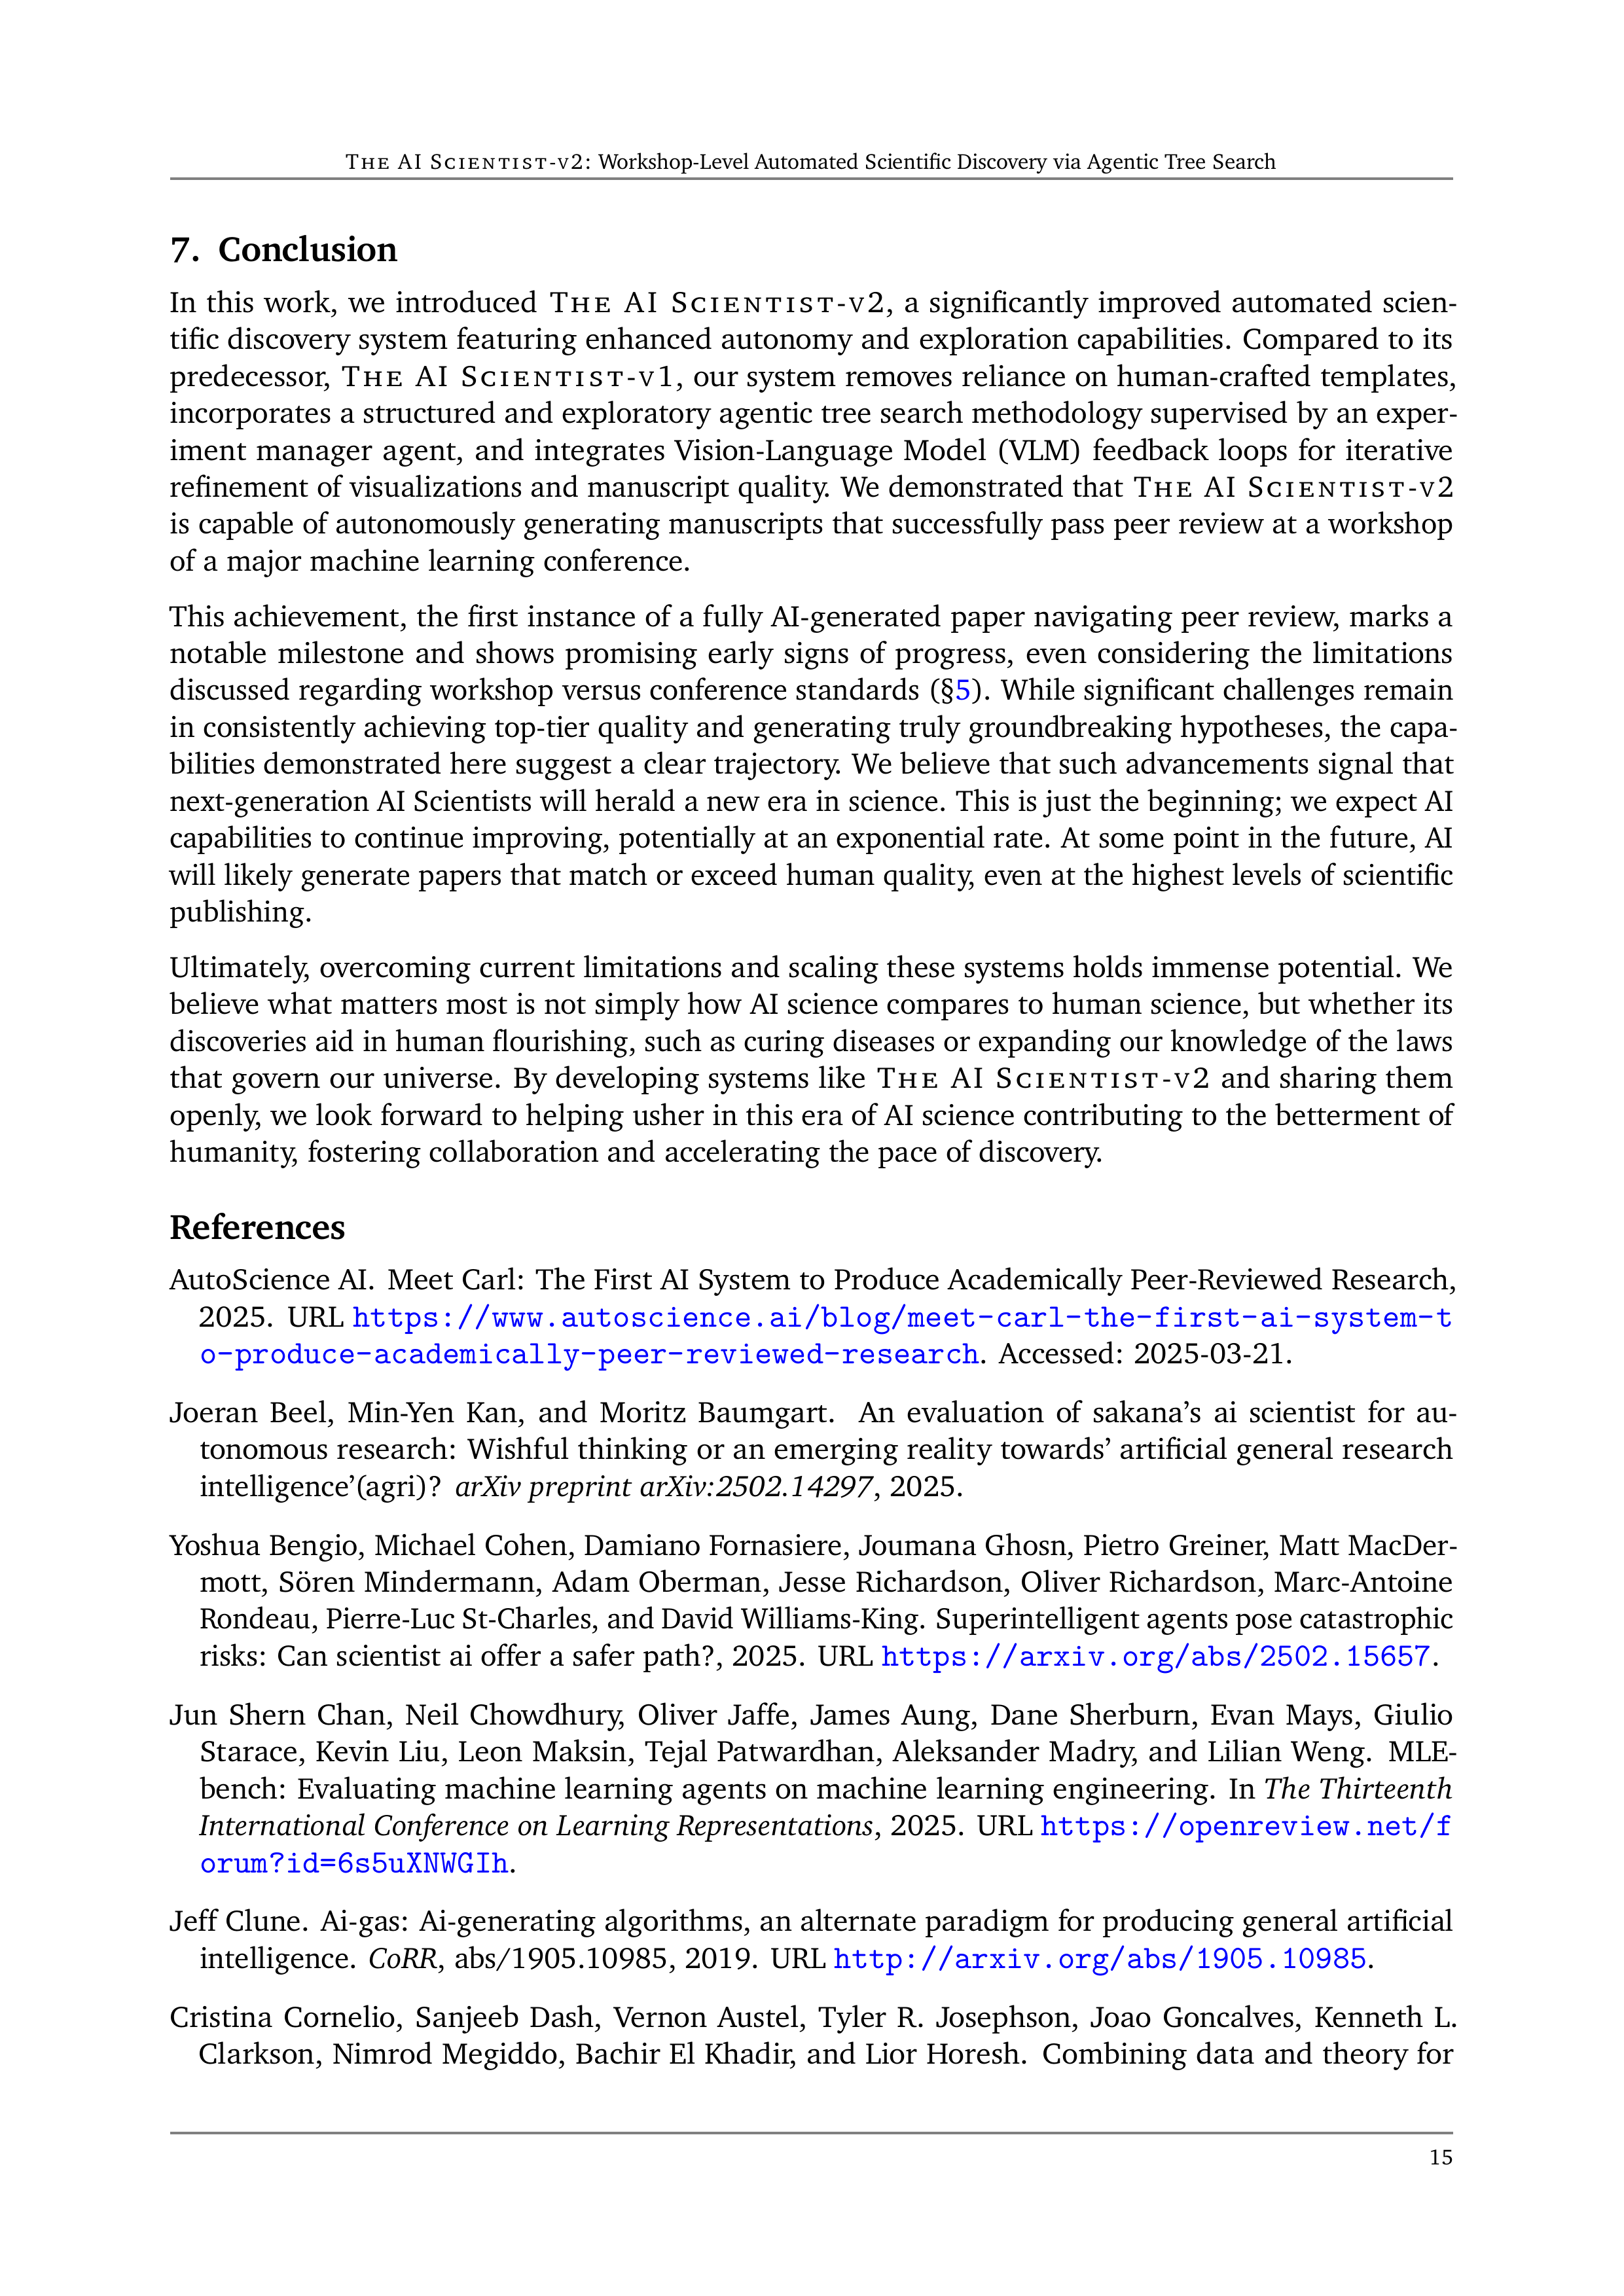 THE AI SCIENTIST-V2: Workshop-Level Automated Scientific Discovery via Agentic Tree Search
7. Conclusion
In this work, we introduced THE AI SCIENTIST-V2, a significantly improved automated scien-
tific discovery system featuring enhanced autonomy and exploration capabilities. Compared to its
predecessor, THE AI SCIENTIST-V1, our system removes reliance on human-crafted templates,
incorporates a structured and exploratory agentic tree search methodology supervised by an exper-
iment manager agent, and integrates Vision-Language Model (VLM) feedback loops for iterative
refinement of visualizations and manuscript quality. We demonstrated that THE AI SCIENTIST-V2
is capable of autonomously generating manuscripts that successfully pass peer review at a workshop
of a major machine learning conference.
This achievement, the first instance of a fully AI-generated paper navigating peer review, marks a
notable milestone and shows promising early signs of progress, even considering the limitations
discussed regarding workshop versus conference standards (§5). While significant challenges remain
in consistently achieving top-tier quality and generating truly groundbreaking hypotheses, the capa-
bilities demonstrated here suggest a clear trajectory. We believe that such advancements signal that
next-generation AI Scientists will herald a new era in science. This is just the beginning; we expect AI
capabilities to continue improving, potentially at an exponential rate. At some point in the future, AI
will likely generate papers that match or exceed human quality, even at the highest levels of scientific
publishing.
Ultimately, overcoming current limitations and scaling these systems holds immense potential. We
believe what matters most is not simply how AI science compares to human science, but whether its
discoveries aid in human flourishing, such as curing diseases or expanding our knowledge of the laws
that govern our universe. By developing systems like THE AI SCIENTIST-V2 and sharing them
openly, we look forward to helping usher in this era of AI science contributing to the betterment of
humanity, fostering collaboration and accelerating the pace of discovery.
References
AutoScience AI. Meet Carl: The First AI System to Produce Academically Peer-Reviewed Research,
2025. URL https://www.autoscience.ai/blog/meet-carl-the-first-ai-system-t
o-produce-academically-peer-reviewed-research. Accessed: 2025-03-21.
Joeran Beel, Min-Yen Kan, and Moritz Baumgart. An evaluation of sakana's ai scientist for au-
tonomous research: Wishful thinking or an emerging reality towards' artificial general research
intelligence'(agri)? arXiv preprint arXiv:2502.14297, 2025.
Yoshua Bengio, Michael Cohen, Damiano Fornasiere, Joumana Ghosn, Pietro Greiner, Matt MacDer-
mott, Sören Mindermann, Adam Oberman, Jesse Richardson, Oliver Richardson, Marc-Antoine
Rondeau, Pierre-Luc St-Charles, and David Williams-King. Superintelligent agents pose catastrophic
risks: Can scientist ai offer a safer path?, 2025. URL https://arxiv.org/abs/2502.15657.
Jun Shern Chan, Neil Chowdhury, Oliver Jaffe, James Aung, Dane Sherburn, Evan Mays, Giulio
Starace, Kevin Liu, Leon Maksin, Tejal Patwardhan, Aleksander Madry, and Lilian Weng. MLE-
bench: Evaluating machine learning agents on machine learning engineering. In The Thirteenth
International Conference on Learning Representations, 2025. URL https://openreview.net/f
orum?id=6s5uXNWGIh.
Jeff Clune. Ai-gas: Ai-generating algorithms, an alternate paradigm for producing general artificial
intelligence. CoRR, abs/1905.10985, 2019. URL http://arxiv.org/abs/1905.10985.
Cristina Cornelio, Sanjeeb Dash, Vernon Austel, Tyler R. Josephson, Joao Goncalves, Kenneth L.
Clarkson, Nimrod Megiddo, Bachir El Khadir, and Lior Horesh. Combining data and theory for
15